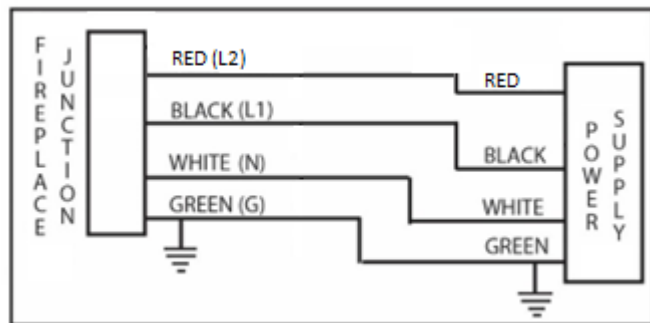 FIREPLACE
JUNCTION
RED (L2)
BLACK (L1)
WHITE (N)
GREEN (G)
RED
BLACK
WHITE
GREEN
POWER
SUPPLY